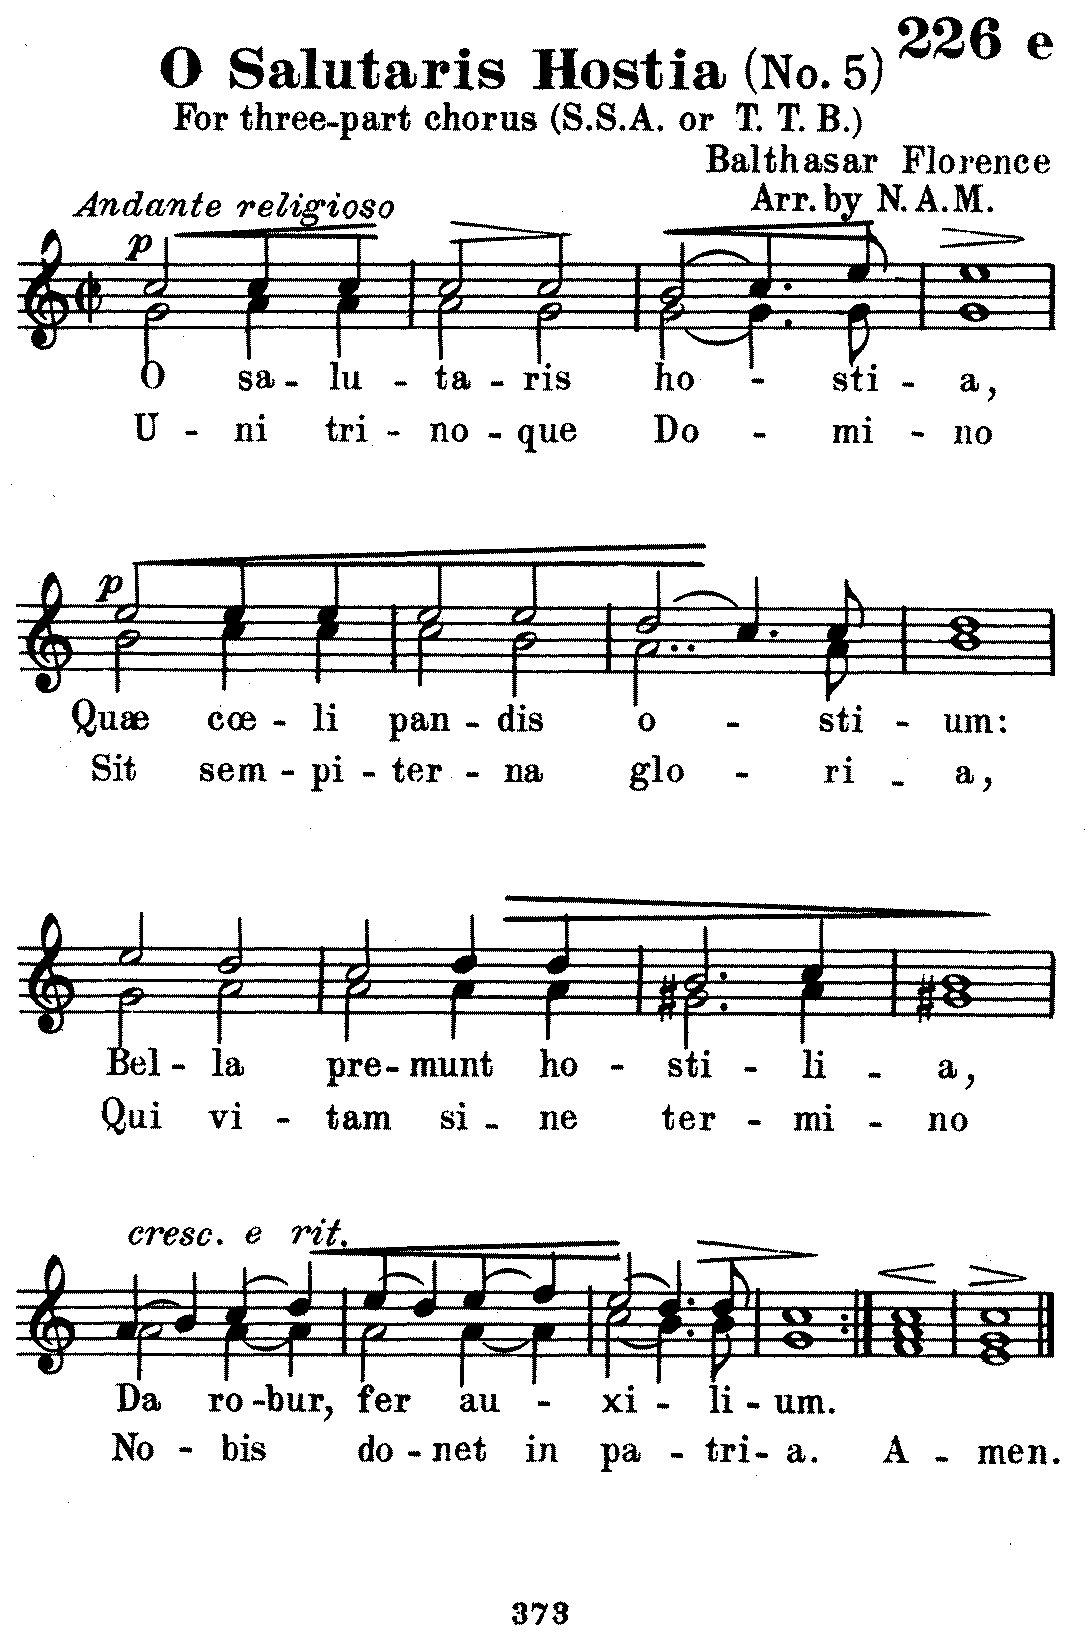 226 e
O Salutaris Hostia (No. 5)
For three-part chorus (S.S.A. or T. T. B.)
Balthasar Florence
Arr. by N. A. M.
Andante religioso
p
O sa - lu - ta - ris ho - sti - a,
U - ni tri - no - que Do - mi - no
p
Quæ cœ - li pan - dis o - sti - um:
Sit sem - pi - ter - na glo - ri - a,
Bel - la pre - munt ho - sti - li - a,
Qui vi - tam si - ne ter - mi - no
cresc. e rit.
Da ro - bur, fer au - xi - li - um.
No - bis do - net in pa - tri - a. A - men.
373